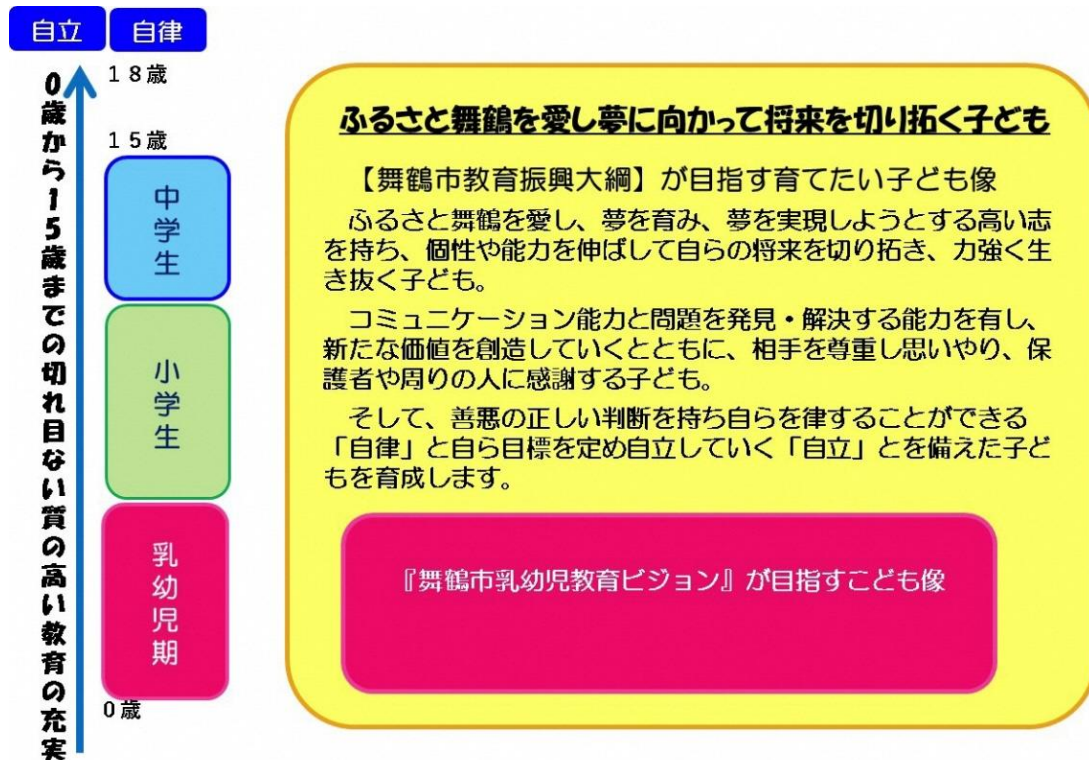 自立
自律
0歳から15歳までの切れ目ない質の高い教育の充実
18歳
15歳
中学生
小学生
乳幼児期
0歳
ふるさと舞鶴を愛し夢に向かって将来を切り拓く子ども
【舞鶴市教育振興大綱】が目指す育てたい子ども像
ふるさと舞鶴を愛し、夢を育み、夢を実現しようとする高い志
を持ち、個性や能力を伸ばして自らの将来を切り拓き、力強く生
き抜く子ども。
コミュニケーション能力と問題を発見・解決する能力を有し、
新たな価値を創造していくとともに、相手を尊重し思いやり、保
護者や周りの人に感謝する子ども。
そして、善悪の正しい判断を持ち自らを律することができる
「自律」と自ら目標を定め自立していく「自立」とを備えた子ど
もを育成します。
『舞鶴市乳幼児教育ビジョン』が目指すこども像